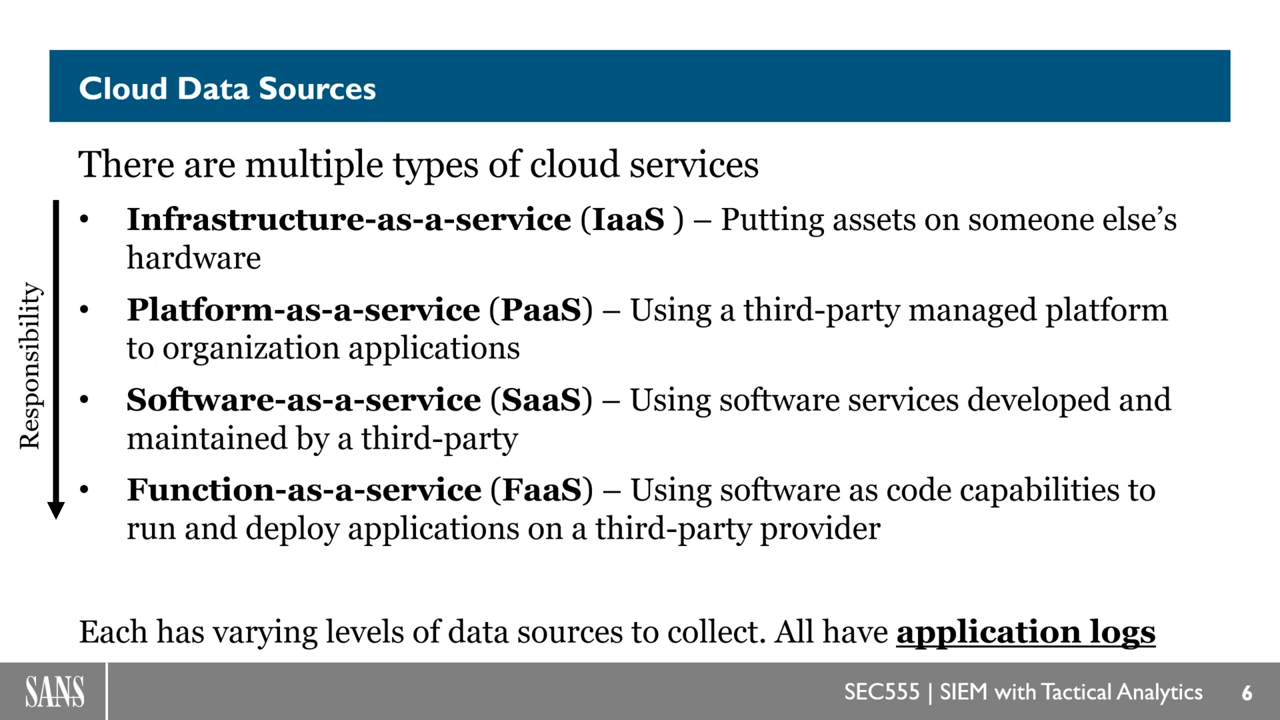 Cloud Data Sources
There are multiple types of cloud services
Responsibility
• Infrastructure-as-a-service (IaaS ) – Putting assets on someone else’s
hardware
• Platform-as-a-service (PaaS) – Using a third-party managed platform
to organization applications
• Software-as-a-service (SaaS) – Using software services developed and
maintained by a third-party
• Function-as-a-service (FaaS) – Using software as code capabilities to
run and deploy applications on a third-party provider
Each has varying levels of data sources to collect. All have application logs
SANS
SEC555 | SIEM with Tactical Analytics
6